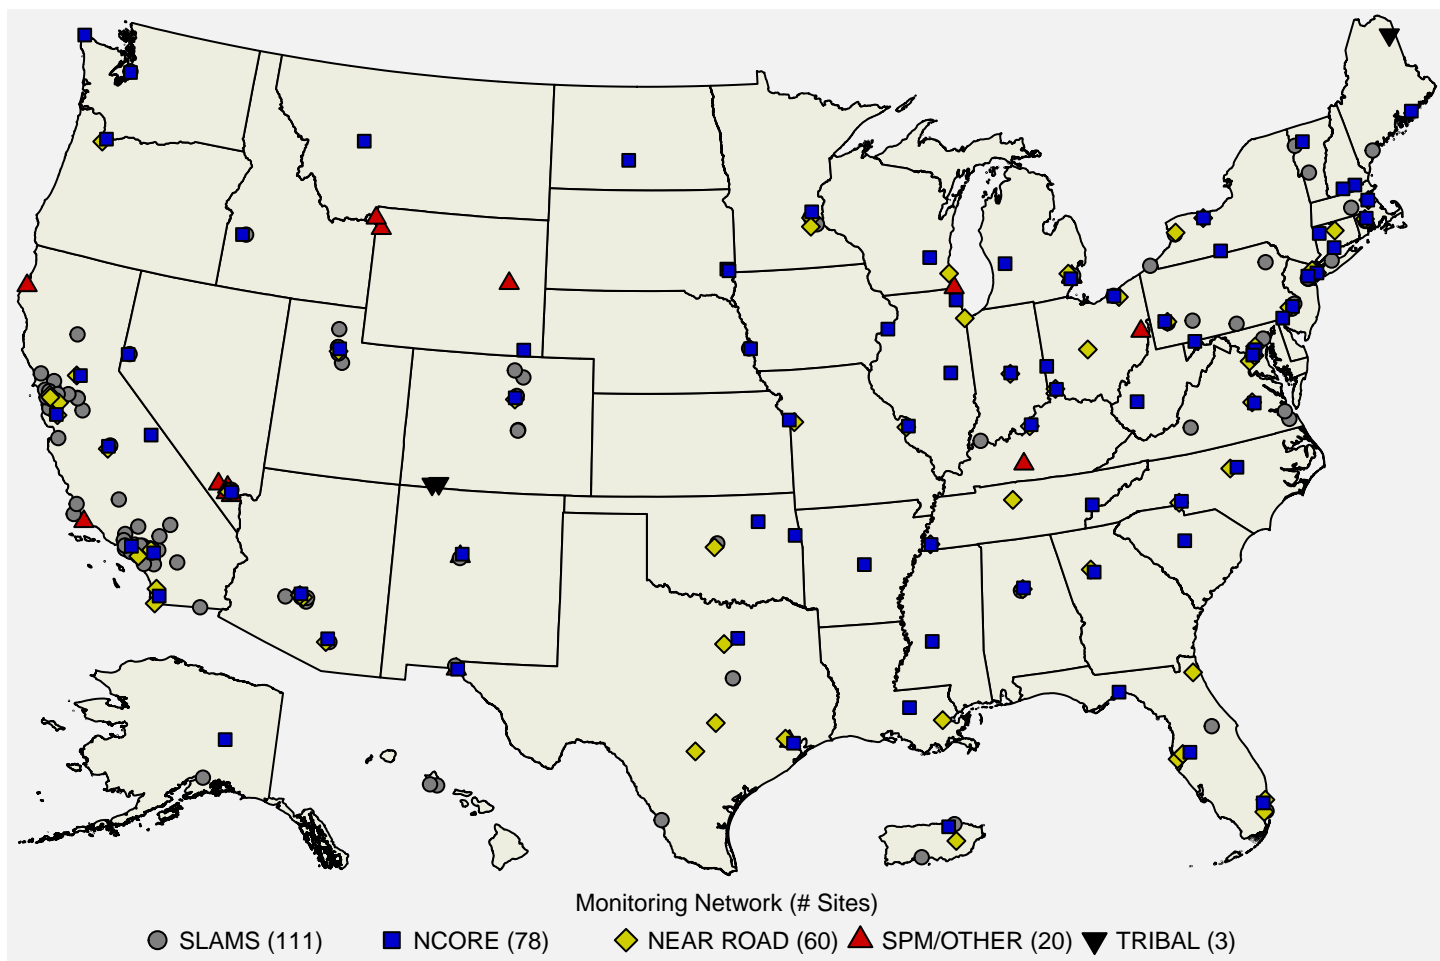 Monitoring Network (# Sites)
SLAMS (111) NCORE (78) NEAR ROAD (60) SPM/OTHER (20) TRIBAL (3)